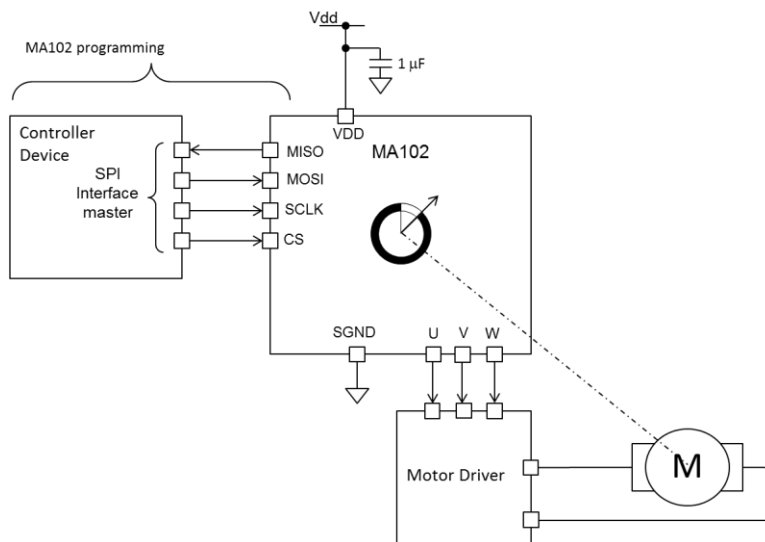 Vdd
MA102 programming
1 µF
VDD
Controller
Device
MISO
MA102
SPI
Interface
master
MOSI
SCLK
CS
SGND
U
V
W
Motor Driver
M